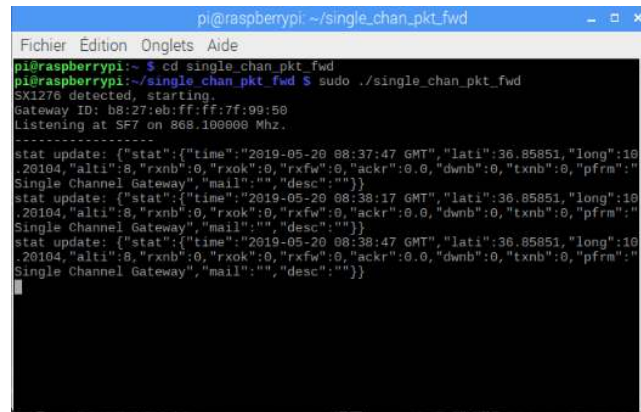 pi@raspberrypi: ~/single_chan_pkt_fwd
Fichier Édition Onglets Aide
pi@raspberrypi:~ $ cd single_chan_pkt_fwd
pi@raspberrypi:~/single_chan_pkt_fwd $ sudo ./single_chan_pkt_fwd
SX1276 detected, starting.
Gateway ID: b8:27:eb:ff:ff:7f:99:50
Listening at SF7 on 868.100000 Mhz.
------------------
stat update: {"stat":{"time":"2019-05-20 08:37:47 GMT","lati":36.85851,"long":10
.20104,"alti":8,"rxnb":0,"rxok":0,"rxfw":0,"ackr":0.0,"dwnb":0,"txnb":0,"pfrm":"
Single Channel Gateway","mail":"","desc":""}}
stat update: {"stat":{"time":"2019-05-20 08:38:17 GMT","lati":36.85851,"long":10
.20104,"alti":8,"rxnb":0,"rxok":0,"rxfw":0,"ackr":0.0,"dwnb":0,"txnb":0,"pfrm":"
Single Channel Gateway","mail":"","desc":""}}
stat update: {"stat":{"time":"2019-05-20 08:38:47 GMT","lati":36.85851,"long":10
.20104,"alti":8,"rxnb":0,"rxok":0,"rxfw":0,"ackr":0.0,"dwnb":0,"txnb":0,"pfrm":"
Single Channel Gateway","mail":"","desc":""}}